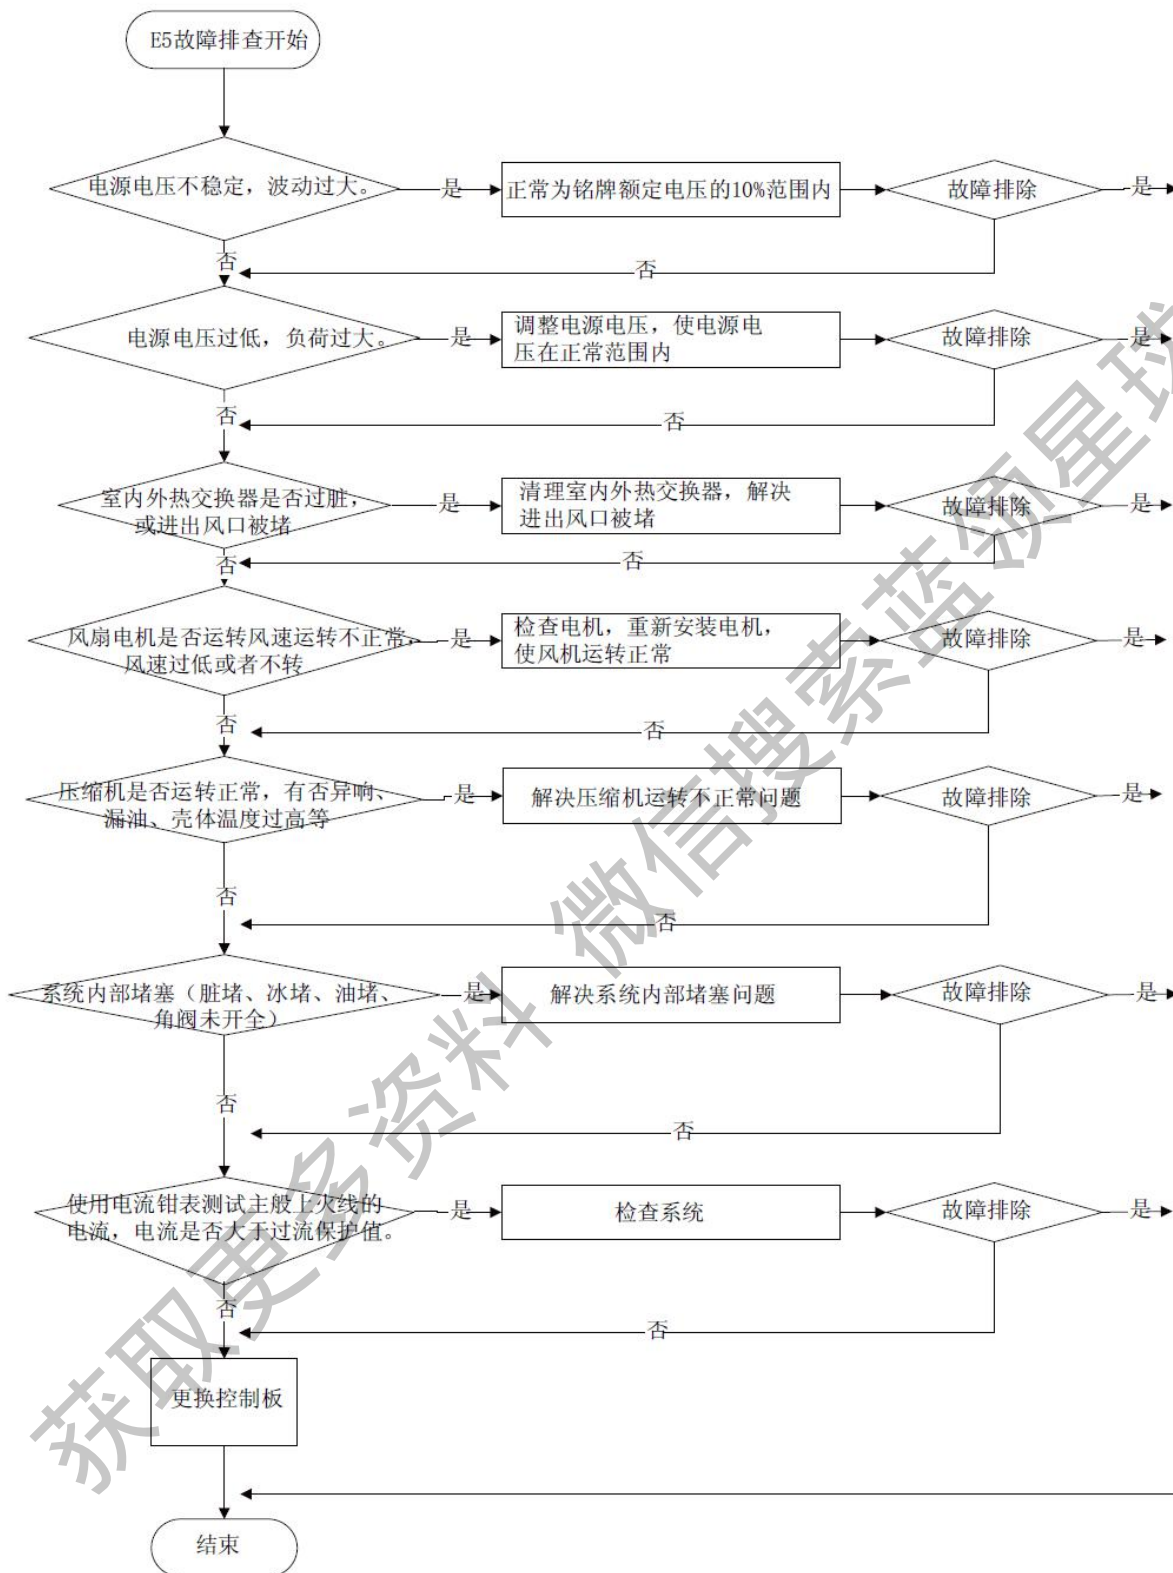 E5故障排查开始
电源电压不稳定，波动过大。
是
正常为铭牌额定电压的10%范围内
故障排除
是
否
否
电源电压过低，负荷过大。
是
调整电源电压，使电源电
压在正常范围内
故障排除
是
否
否
室内外热交换器是否过脏，
或进出风口被堵
是
清理室内外热交换器，解决
进出风口被堵
故障排除
是
否
否
风扇电机是否运转风速运转不正常，
风速过低或者不转
是
检查电机，重新安装电机，
使风机运转正常
故障排除
是
否
否
压缩机是否运转正常，有否异响、
漏油、壳体温度过高等
是
解决压缩机运转不正常问题
故障排除
是
否
否
系统内部堵塞（脏堵、冰堵、油堵、
角阀未开全）
是
解决系统内部堵塞问题
故障排除
是
否
否
使用电流钳表测试主般上火线的
电流，电流是否大于过流保护值。
是
检查系统
故障排除
是
否
否
更换控制板
结束
获取更多资料 微信搜索蓝领星球